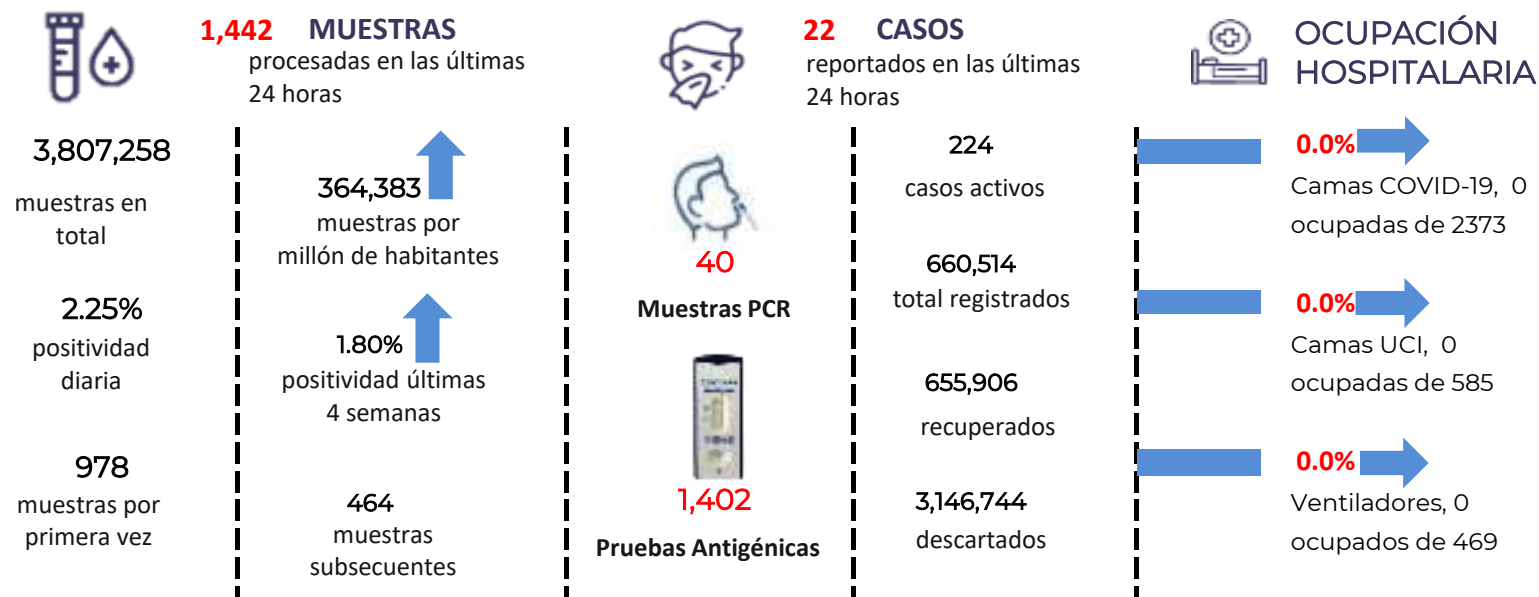 1,442 MUESTRAS
procesadas en las últimas
24 horas
3,807,258
muestras en
total
2.25%
positividad
diaria
978
muestras por
primera vez
364,383
muestras por
millón de habitantes
1.80%
positividad últimas
4 semanas
464
muestras
subsecuentes
22 CASOS
reportados en las últimas
24 horas
40
Muestras PCR
1,402
Pruebas Antigénicas
224
casos activos
660,514
total registrados
655,906
recuperados
3,146,744
descartados
OCUPACIÓN
HOSPITALARIA
0.0%
Camas COVID-19, 0
ocupadas de 2373
0.0%
Camas UCI, 0
ocupadas de 585
0.0%
Ventiladores, 0
ocupados de 469